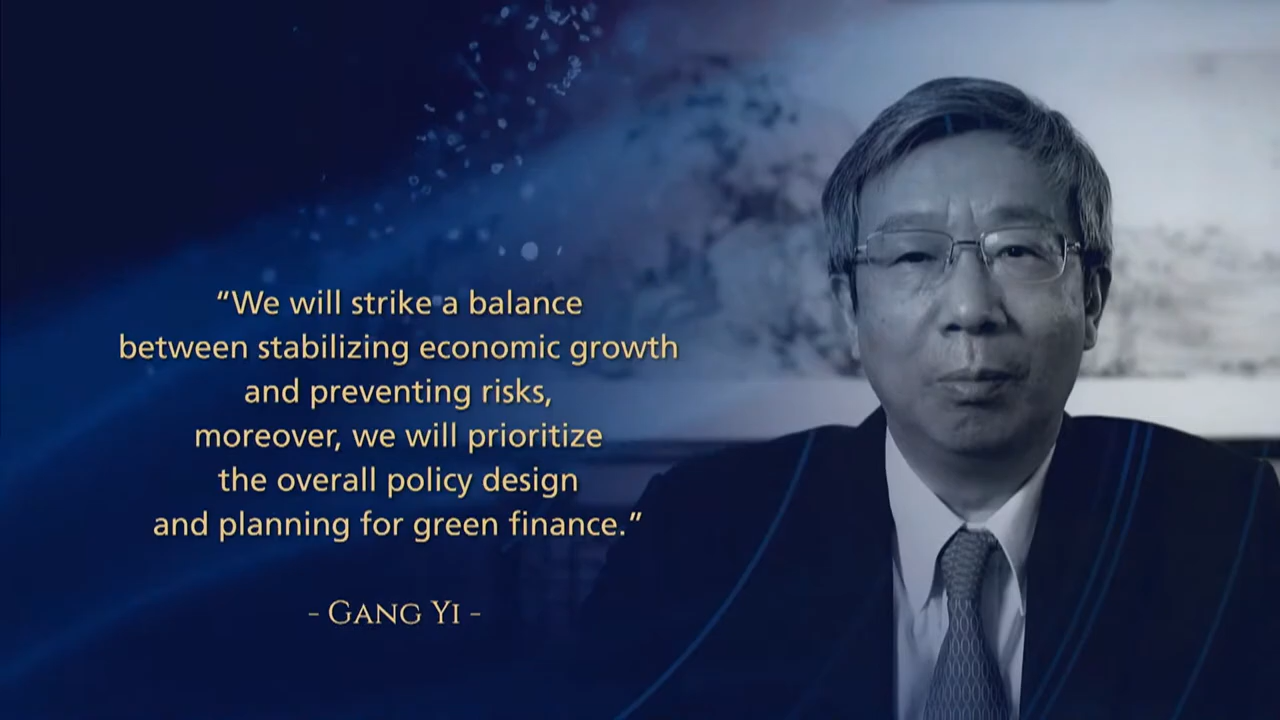 “We will strike a balance
between stabilizing economic growth
and preventing risks,
moreover, we will prioritize
the overall policy design
and planning for green finance.”
- Gang Yi -